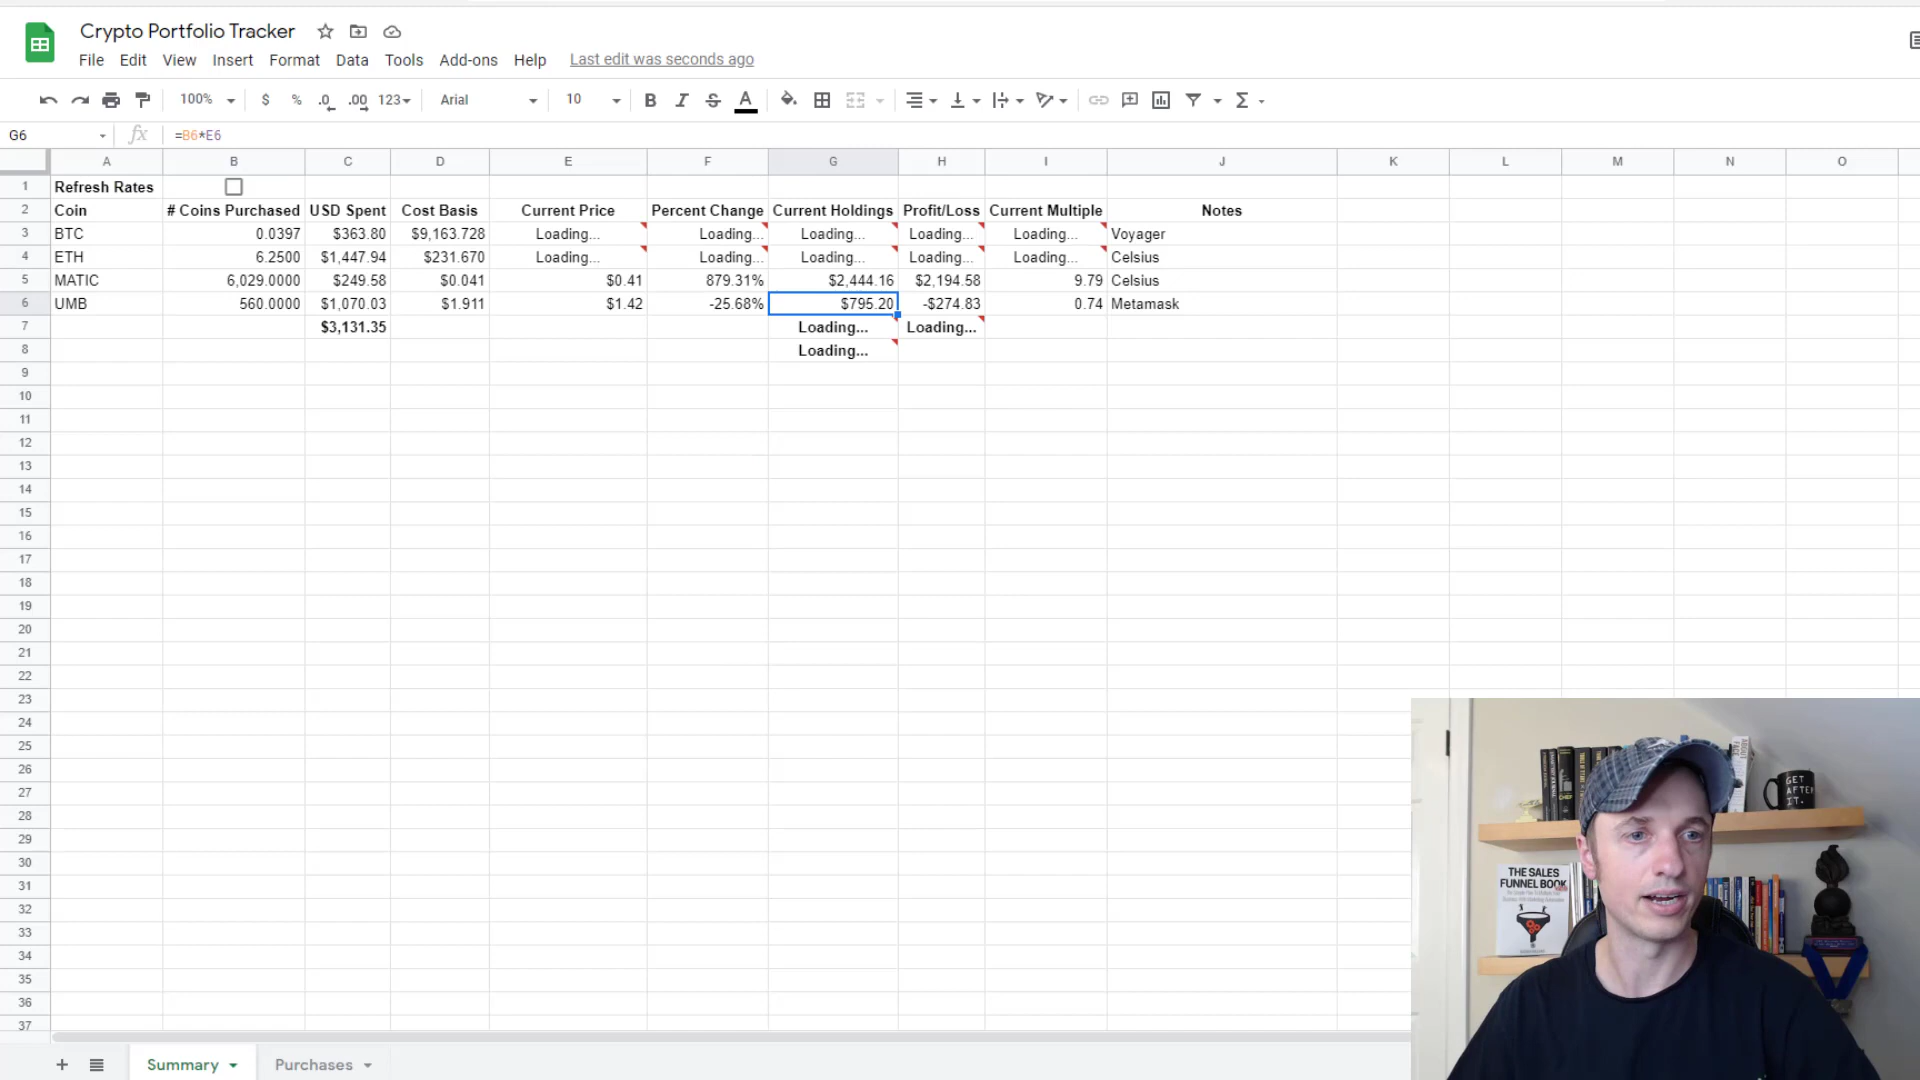 Crypto Portfolio Tracker
File Edit View Insert Format Data Tools Add-ons Help Last edit was seconds ago
100% $ % .0 .00 123 Arial 10 B I S A Σ
G6 fx =B6*E6
A B C D E F G H I J K L M N O
1 Refresh Rates
2 Coin # Coins Purchased USD Spent Cost Basis Current Price Percent Change Current Holdings Profit/Loss Current Multiple Notes
3 BTC 0.0397 $363.80 $9,163.728 Loading... Loading... Loading... Loading... Loading... Voyager
4 ETH 6.2500 $1,447.94 $231.670 Loading... Loading... Loading... Loading... Loading... Celsius
5 MATIC 6,029.0000 $249.58 $0.041 $0.41 879.31% $2,444.16 $2,194.58 9.79 Celsius
6 UMB 560.0000 $1,070.03 $1.911 $1.42 -25.68% $795.20 -$274.83 0.74 Metamask
7 $3,131.35 Loading... Loading...
8 Loading...
9
10
11
12
13
14
15
16
17
18
19
20
21
22
23
24
25
26
27
28
29
30
31
32
33
34
35
36
37
GET
AFTER
IT.
THE SALES
FUNNEL BOOK
+ Summary Purchases